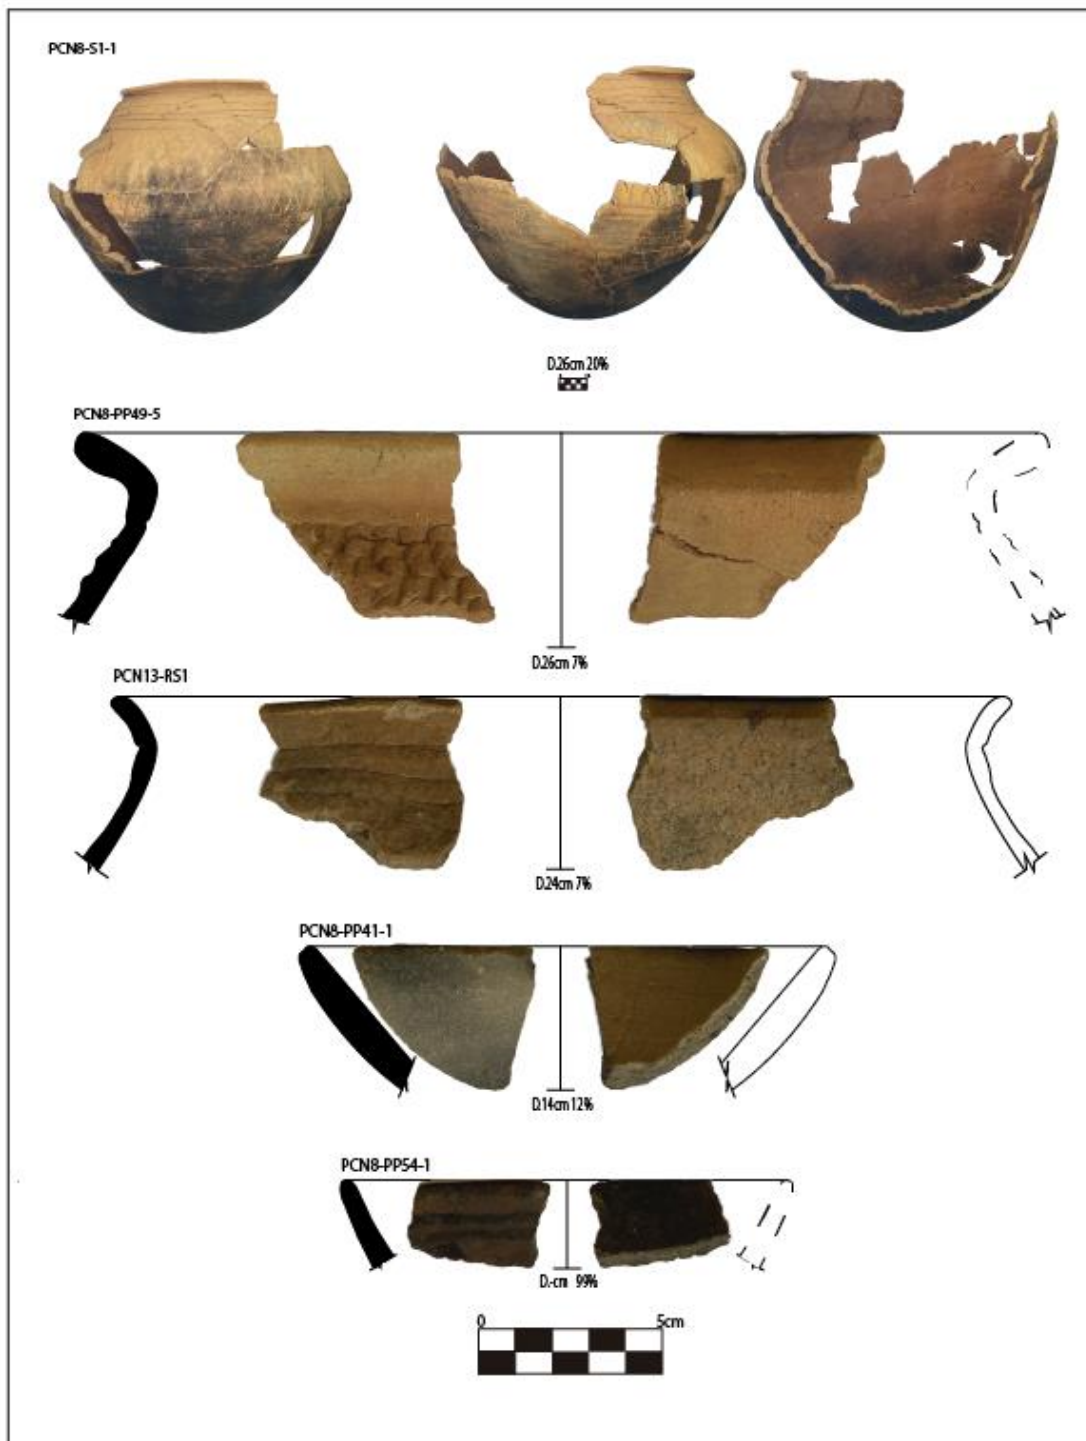 PCN8-S1-1
D.26cm 20%
PCN8-PP49-5
D.26cm 7%
PCN13-RS1
D.24cm 7%
PCN8-PP41-1
D.14cm 12%
PCN8-PP54-1
D.-cm 99%
0 5cm